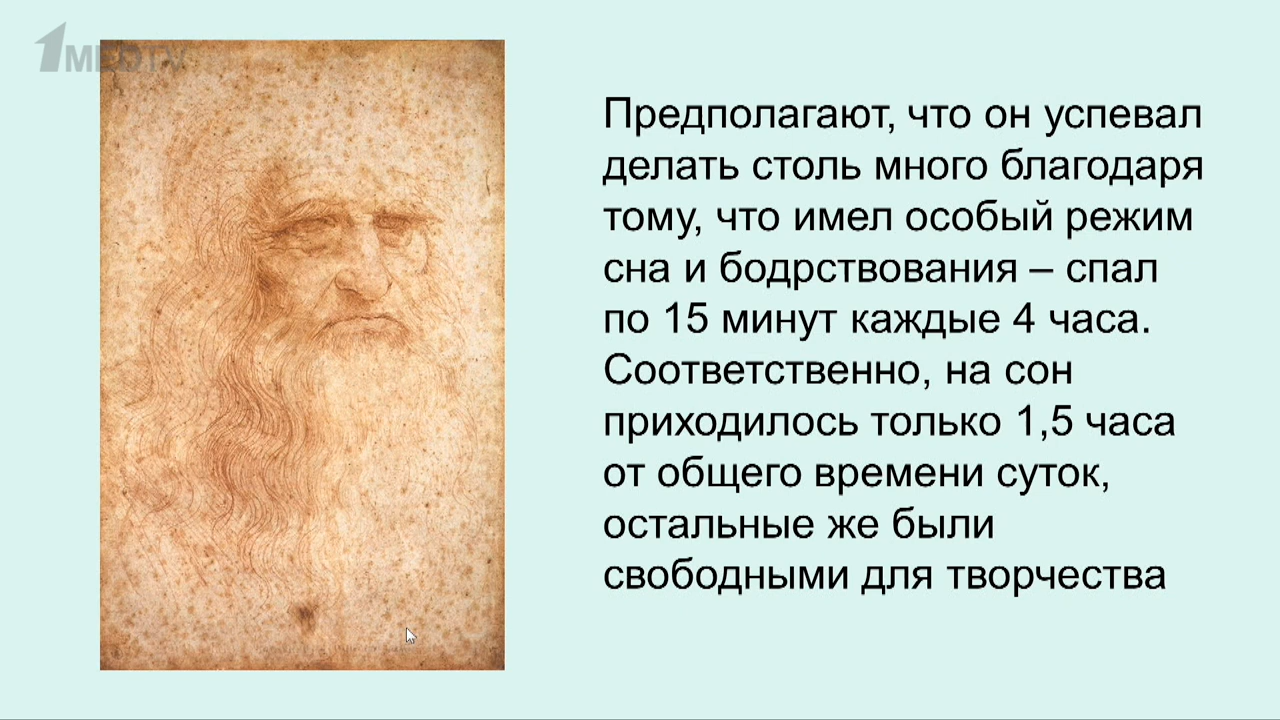 1MEDTV
Предполагают, что он успевал
делать столь много благодаря
тому, что имел особый режим
сна и бодрствования – спал
по 15 минут каждые 4 часа.
Соответственно, на сон
приходилось только 1,5 часа
от общего времени суток,
остальные же были
свободными для творчества